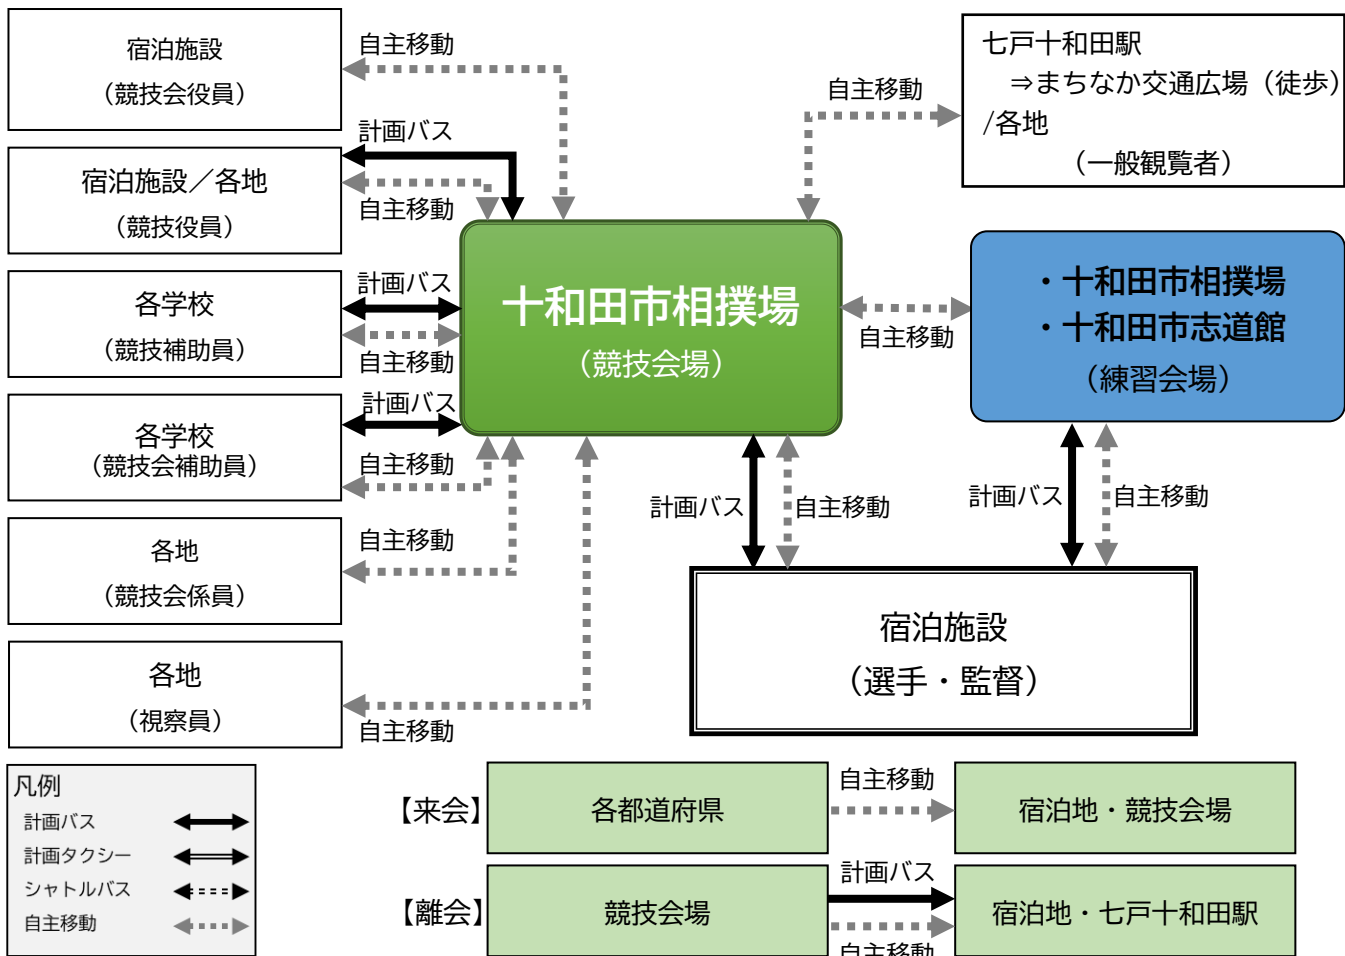 宿泊施設
（競技会役員）
自主移動
計画バス
宿泊施設／各地
（競技役員）
自主移動
各学校
（競技補助員）
計画バス
自主移動
各学校
（競技会補助員）
計画バス
自主移動
各地
（競技会係員）
自主移動
各地
（視察員）
自主移動
十和田市相撲場
（競技会場）
自主移動
七戸十和田駅
⇒まちなか交通広場（徒歩）
/各地
（一般観覧者）
自主移動
・十和田市相撲場
・十和田市志道館
（練習会場）
計画バス
自主移動
計画バス
自主移動
宿泊施設
（選手・監督）
凡例
計画バス
計画タクシー
シャトルバス
自主移動
【来会】
各都道府県
自主移動
宿泊地・競技会場
【離会】
競技会場
計画バス
自主移動
宿泊地・七戸十和田駅